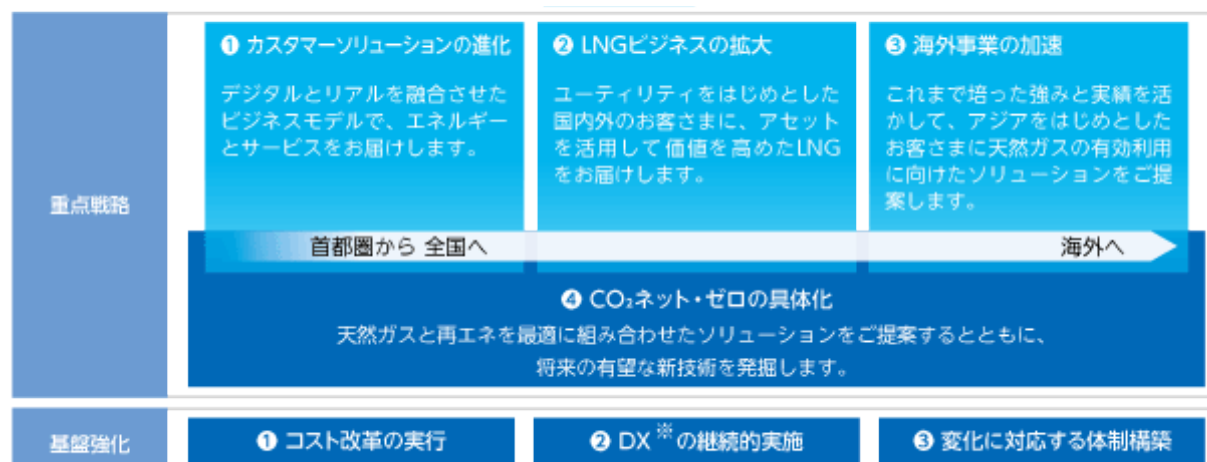 重点戦略
❶ カスタマーソリューションの進化
デジタルとリアルを融合させた
ビジネスモデルで、エネルギー
とサービスをお届けします。
❷ LNGビジネスの拡大
ユーティリティをはじめとした
国内外のお客さまに、アセット
を活用して価値を高めたLNG
をお届けします。
❸ 海外事業の加速
これまで培った強みと実績を活
かして、アジアをはじめとした
お客さまに天然ガスの有効利用
に向けたソリューションをご提
案します。
首都圏から 全国へ
海外へ
❹ CO₂ネット・ゼロの具体化
天然ガスと再エネを最適に組み合わせたソリューションをご提案するとともに、
将来の有望な新技術を発掘します。
基盤強化
❶ コスト改革の実行
❷ DX※の継続的実施
❸ 変化に対応する体制構築